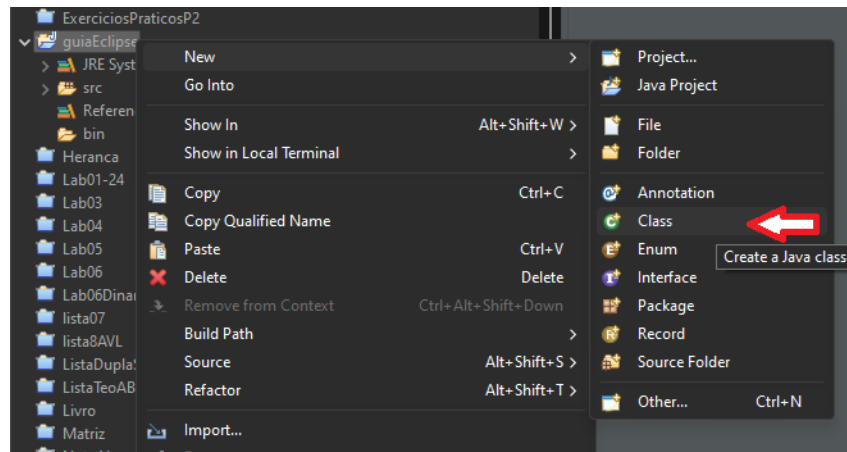 ExerciciosPraticosP2
guiaEclipse
JRE Syst
src
Referen
bin
Heranca
Lab01-24
Lab03
Lab04
Lab05
Lab06
Lab06Dinar
lista07
lista8AVL
ListaDupla
ListaTeoAB
Livro
Matriz
New
Go Into
Show In Alt+Shift+W
Show in Local Terminal
Copy Ctrl+C
Copy Qualified Name
Paste Ctrl+V
Delete Delete
Remove from Context Ctrl+Alt+Shift+Down
Build Path
Source Alt+Shift+S
Refactor Alt+Shift+T
Import...
Project...
Java Project
File
Folder
Annotation
Class
Enum
Create a Java class
Interface
Package
Record
Source Folder
Other... Ctrl+N